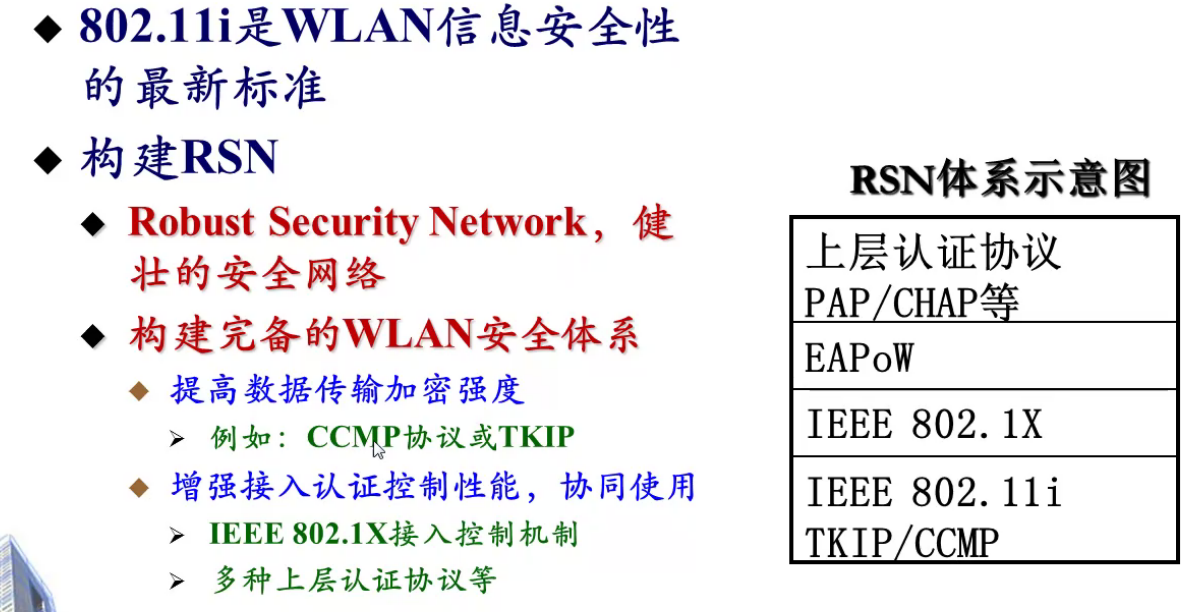 802.11i是WLAN信息安全性
的最新标准
构建RSN
Robust Security Network，健
壮的安全网络
构建完备的WLAN安全体系
提高数据传输加密强度
例如：CCMP协议或TKIP
增强接入认证控制性能，协同使用
IEEE 802.1X接入控制机制
多种上层认证协议等
RSN体系示意图
上层认证协议
PAP/CHAP等
EAPoW
IEEE 802.1X
IEEE 802.11i
TKIP/CCMP